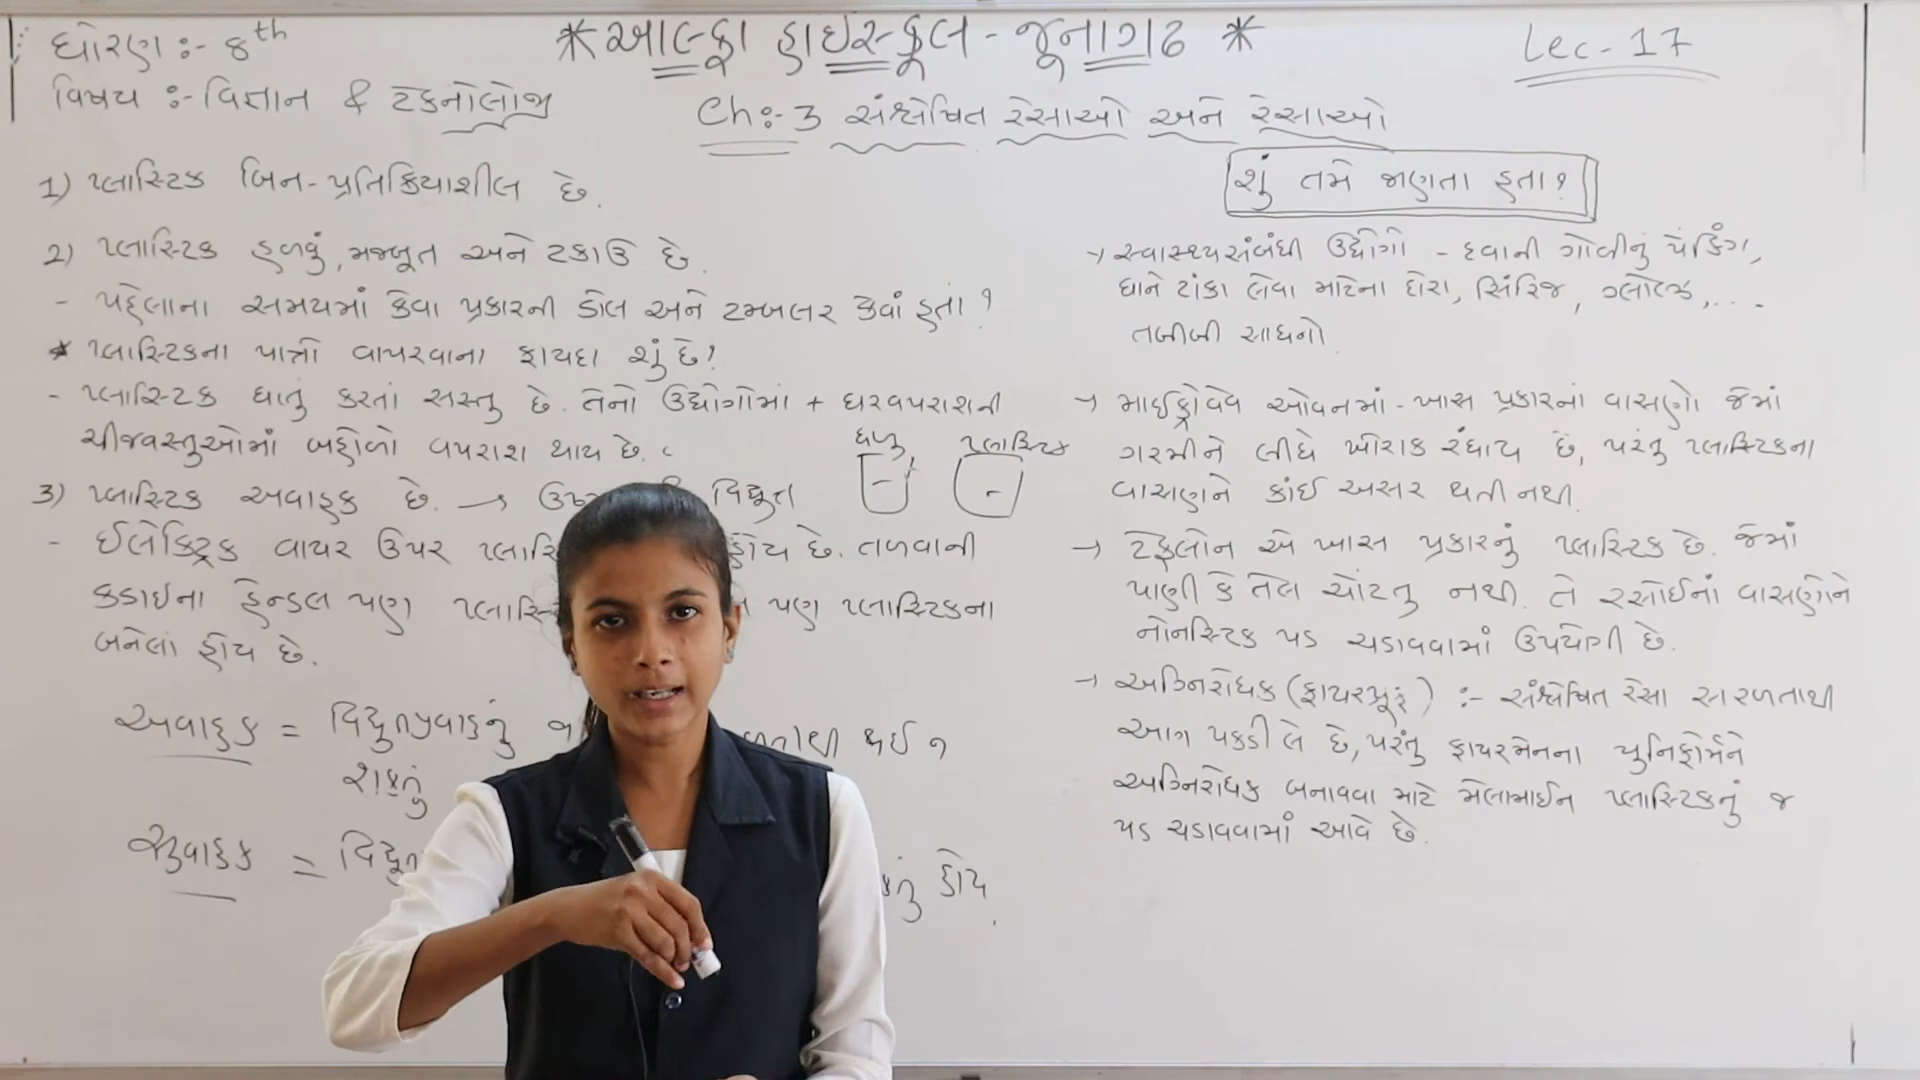 ધોરણ :- 8th
* આલ્ફા હાઇસ્કૂલ - જૂનાગઢ *
Lec - 17
વિષય :- વિજ્ઞાન & ટેકનોલોજી
Ch :- 3 સંશ્લેષિત રેસાઓ અને રેસાઓ
1) પ્લાસ્ટિક બિન-પ્રતિક્રિયાશીલ છે.
2) પ્લાસ્ટિક હળવું, મજબૂત અને ટકાઉ છે.
- પહેલાના સમયમાં કેવા પ્રકારની ડોલ અને ટમ્બલર કેવાં હતાં?
* પ્લાસ્ટિકના પાત્રો વાપરવાના ફાયદા શું છે?
- પ્લાસ્ટિક ધાતુ કરતાં સસ્તુ છે. તેનો ઉદ્યોગોમાં + ઘરવપરાશની
ચીજવસ્તુઓમાં બહોળો વપરાશ થાય છે.
ધાતુ પ્લાસ્ટિક
3) પ્લાસ્ટિક અવાહક છે. → વિદ્યુત
- ઈલેક્ટ્રિક વાયર ઉપર હોય છે. તળવાની
કડાઈના હેન્ડલ પણ પણ પ્લાસ્ટિકના
બનેલાં હોય છે.
અવાહક = વિદ્યુતપ્રવાહનું થઈ ન
શકતું
સુવાહક = હોય.
શું તમે જાણતા હતા?
→ સ્વાસ્થ્યસંબંધી ઉદ્યોગો - દવાની ગોળીનું પેકિંગ,
ઘાને ટાંકા લેવા માટેના દોરા, સિરિંજ, ગ્લોવ્ઝ, ...
તબીબી સાધનો
→ માઈક્રોવેવ ઓવનમાં - ખાસ પ્રકારનાં વાસણો જેમાં
ગરમીને લીધે ખોરાક રંધાય છે, પરંતુ પ્લાસ્ટિકના
વાસણને કાંઈ અસર થતી નથી.
→ ટેફલોન એ ખાસ પ્રકારનું પ્લાસ્ટિક છે. જેમાં
પાણી કે તેલ ચોંટતુ નથી. તે રસોઈનાં વાસણોને
નોનસ્ટિક પડ ચડાવવામાં ઉપયોગી છે.
→ અગ્નિરોધક (ફાયરપ્રૂફ) :- સંશ્લેષિત રેસા સરળતાથી
આગ પકડી લે છે, પરંતુ ફાયરમેનના યુનિફોર્મને
અગ્નિરોધક બનાવવા માટે મેલામાઈન પ્લાસ્ટિકનું જ
પડ ચડાવવામાં આવે છે.